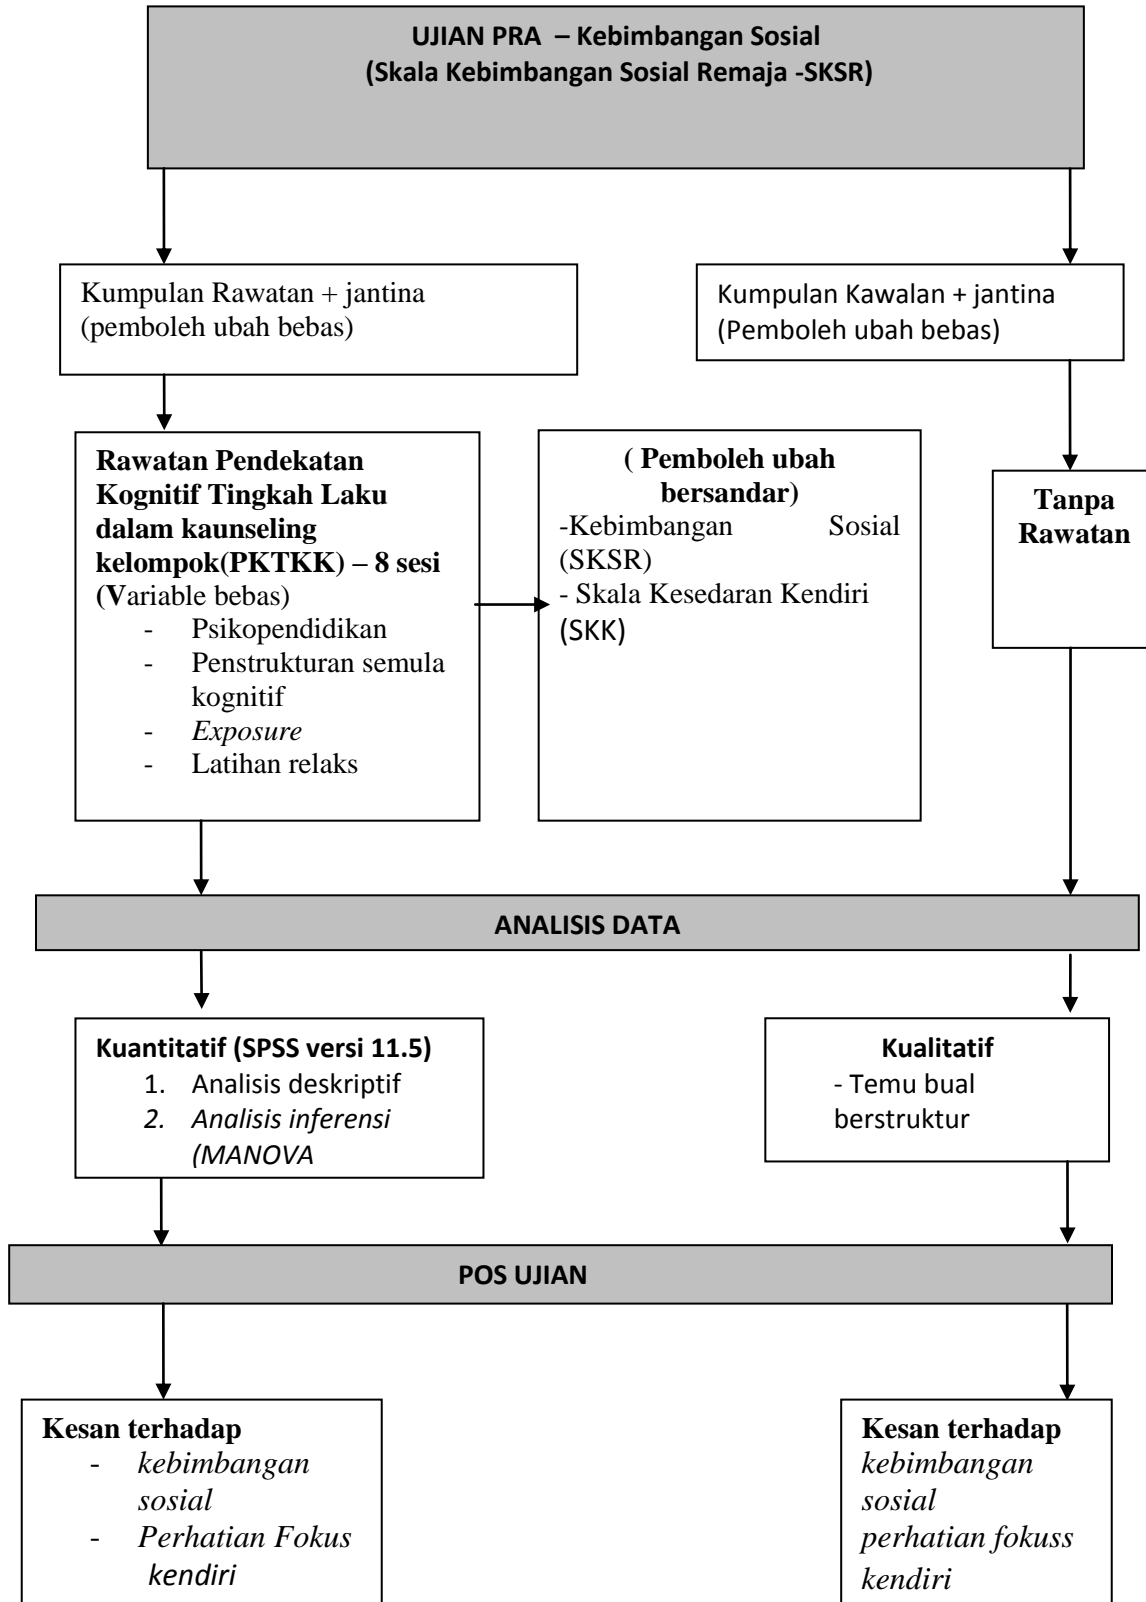 UJIAN PRA – Kebimbangan Sosial
(Skala Kebimbangan Sosial Remaja -SKSR)
Kumpulan Rawatan + jantina
(pemboleh ubah bebas)
Kumpulan Kawalan + jantina
(Pemboleh ubah bebas)
Rawatan Pendekatan
Kognitif Tingkah Laku
dalam kaunseling
kelompok(PKTKK) – 8 sesi
(Variable bebas)
- Psikopendidikan
- Penstrukturan semula
kognitif
- Exposure
- Latihan relaks
( Pemboleh ubah
bersandar)
-Kebimbangan Sosial
(SKSR)
- Skala Kesedaran Kendiri
(SKK)
Tanpa
Rawatan
ANALISIS DATA
Kuantitatif (SPSS versi 11.5)
1. Analisis deskriptif
2. Analisis inferensi
(MANOVA
Kualitatif
- Temu bual
berstruktur
POS UJIAN
Kesan terhadap
- kebimbangan
sosial
- Perhatian Fokus
kendiri
Kesan terhadap
kebimbangan
sosial
perhatian fokuss
kendiri